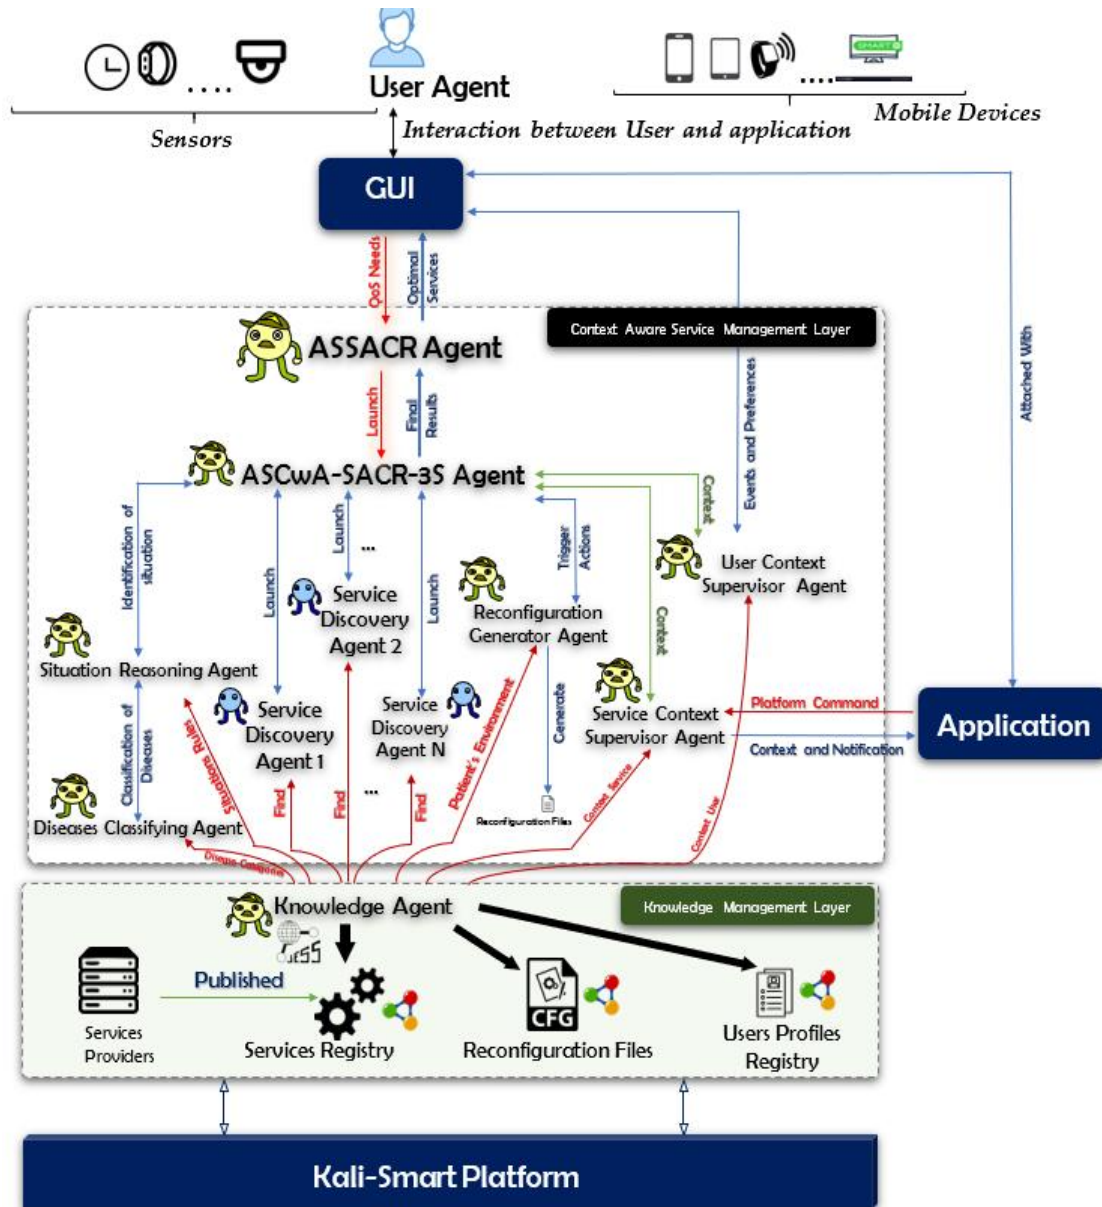 User Agent
Sensors
Interaction between User and application
Mobile Devices
SMART
GUI
QoS Needs
Optimal
Services
Context Aware Service Management Layer
ASSACR Agent
Launch
Final
Results
Events and Preferences
Attached With
ASCwA-SACR-3S Agent
Identification of
situation
Launch
Launch
...
Launch
Trigger
Actions
Context
Context
User Context
Supervisor Agent
Service
Discovery
Agent 2
Reconfiguration
Generator Agent
Situation Reasoning Agent
Service
Discovery
Agent 1
Service
Discovery
Agent N
Service Context
Supervisor Agent
Platform Command
Context and Notification
Application
Classification of
Diseases
Situations Rules
Find
Find
...
Find
Patient's Environment
Generate
Reconfiguration Files
Context Service
Context User
Diseases Classifying Agent
Disease Categories
Knowledge Agent
Knowledge Management Layer
Published
Services
Providers
Services Registry
CFG
Reconfiguration Files
Users Profiles
Registry
Kali-Smart Platform